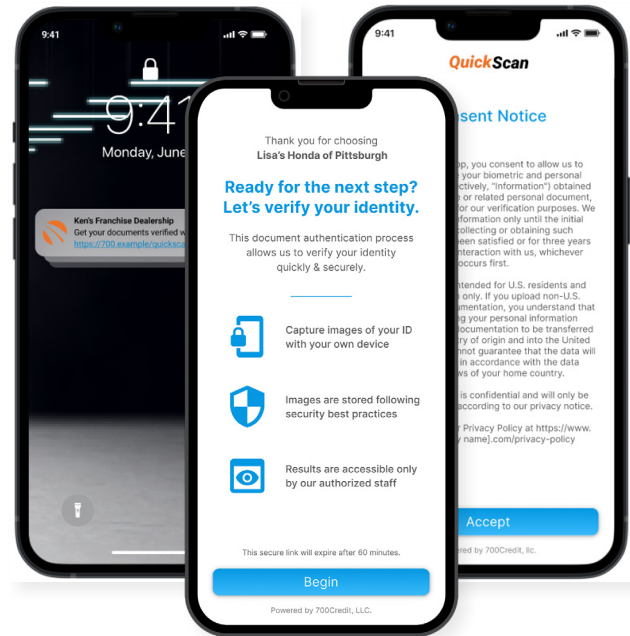 9:41
9:41
Monday, June
Ken's Franchise Dealership
Get your documents verified w
https://700.example/quicksca
Thank you for choosing
Lisa's Honda of Pittsburgh
Ready for the next step?
Let's verify your identity.
This document authentication process
allows us to verify your identity
quickly & securely.
Capture images of your ID
with your own device
Images are stored following
security best practices
Results are accessible only
by our authorized staff
This secure link will expire after 60 minutes.
Begin
Powered by 700Credit, LLC.
9:41
QuickScan
sent Notice
op, you consent to allow us to
your biometric and personal
ectively, "Information") obtained
e or related personal document,
for our verification purposes. We
formation only until the initial
collecting or obtaining such
een satisfied or for three years
nteraction with us, whichever
occurs first.
ntended for U.S. residents and
only. If you upload non-U.S.
umentation, you understand that
ng your personal information
ocumentation to be transferred
ry of origin and into the United
nnot guarantee that the data will
in accordance with the data
ws of your home country.
is confidential and will only be
according to our privacy notice.
r Privacy Policy at https://www.
y name].com/privacy-policy
Accept
ered by 700Credit, llc.